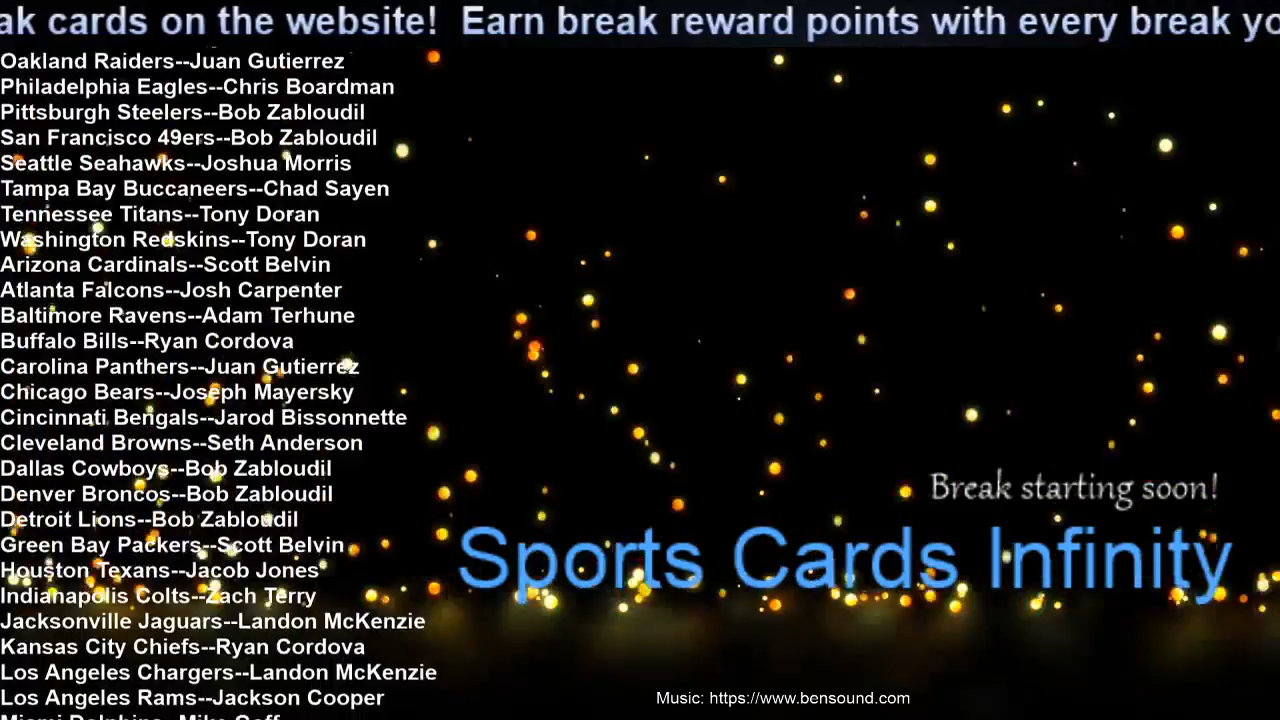 ak cards on the website!  Earn break reward points with every break yo
Oakland Raiders--Juan Gutierrez
Philadelphia Eagles--Chris Boardman
Pittsburgh Steelers--Bob Zabloudil
San Francisco 49ers--Bob Zabloudil
Seattle Seahawks--Joshua Morris
Tampa Bay Buccaneers--Chad Sayen
Tennessee Titans--Tony Doran
Washington Redskins--Tony Doran
Arizona Cardinals--Scott Belvin
Atlanta Falcons--Josh Carpenter
Baltimore Ravens--Adam Terhune
Buffalo Bills--Ryan Cordova
Carolina Panthers--Juan Gutierrez
Chicago Bears--Joseph Mayersky
Cincinnati Bengals--Jarod Bissonnette
Cleveland Browns--Seth Anderson
Dallas Cowboys--Bob Zabloudil
Denver Broncos--Bob Zabloudil
Detroit Lions--Bob Zabloudil
Green Bay Packers--Scott Belvin
Houston Texans--Jacob Jones
Indianapolis Colts--Zach Terry
Jacksonville Jaguars--Landon McKenzie
Kansas City Chiefs--Ryan Cordova
Los Angeles Chargers--Landon McKenzie
Los Angeles Rams--Jackson Cooper
Miami Dolphins--Mike
Break starting soon!
Sports Cards Infinity
Music: https://www.bensound.com